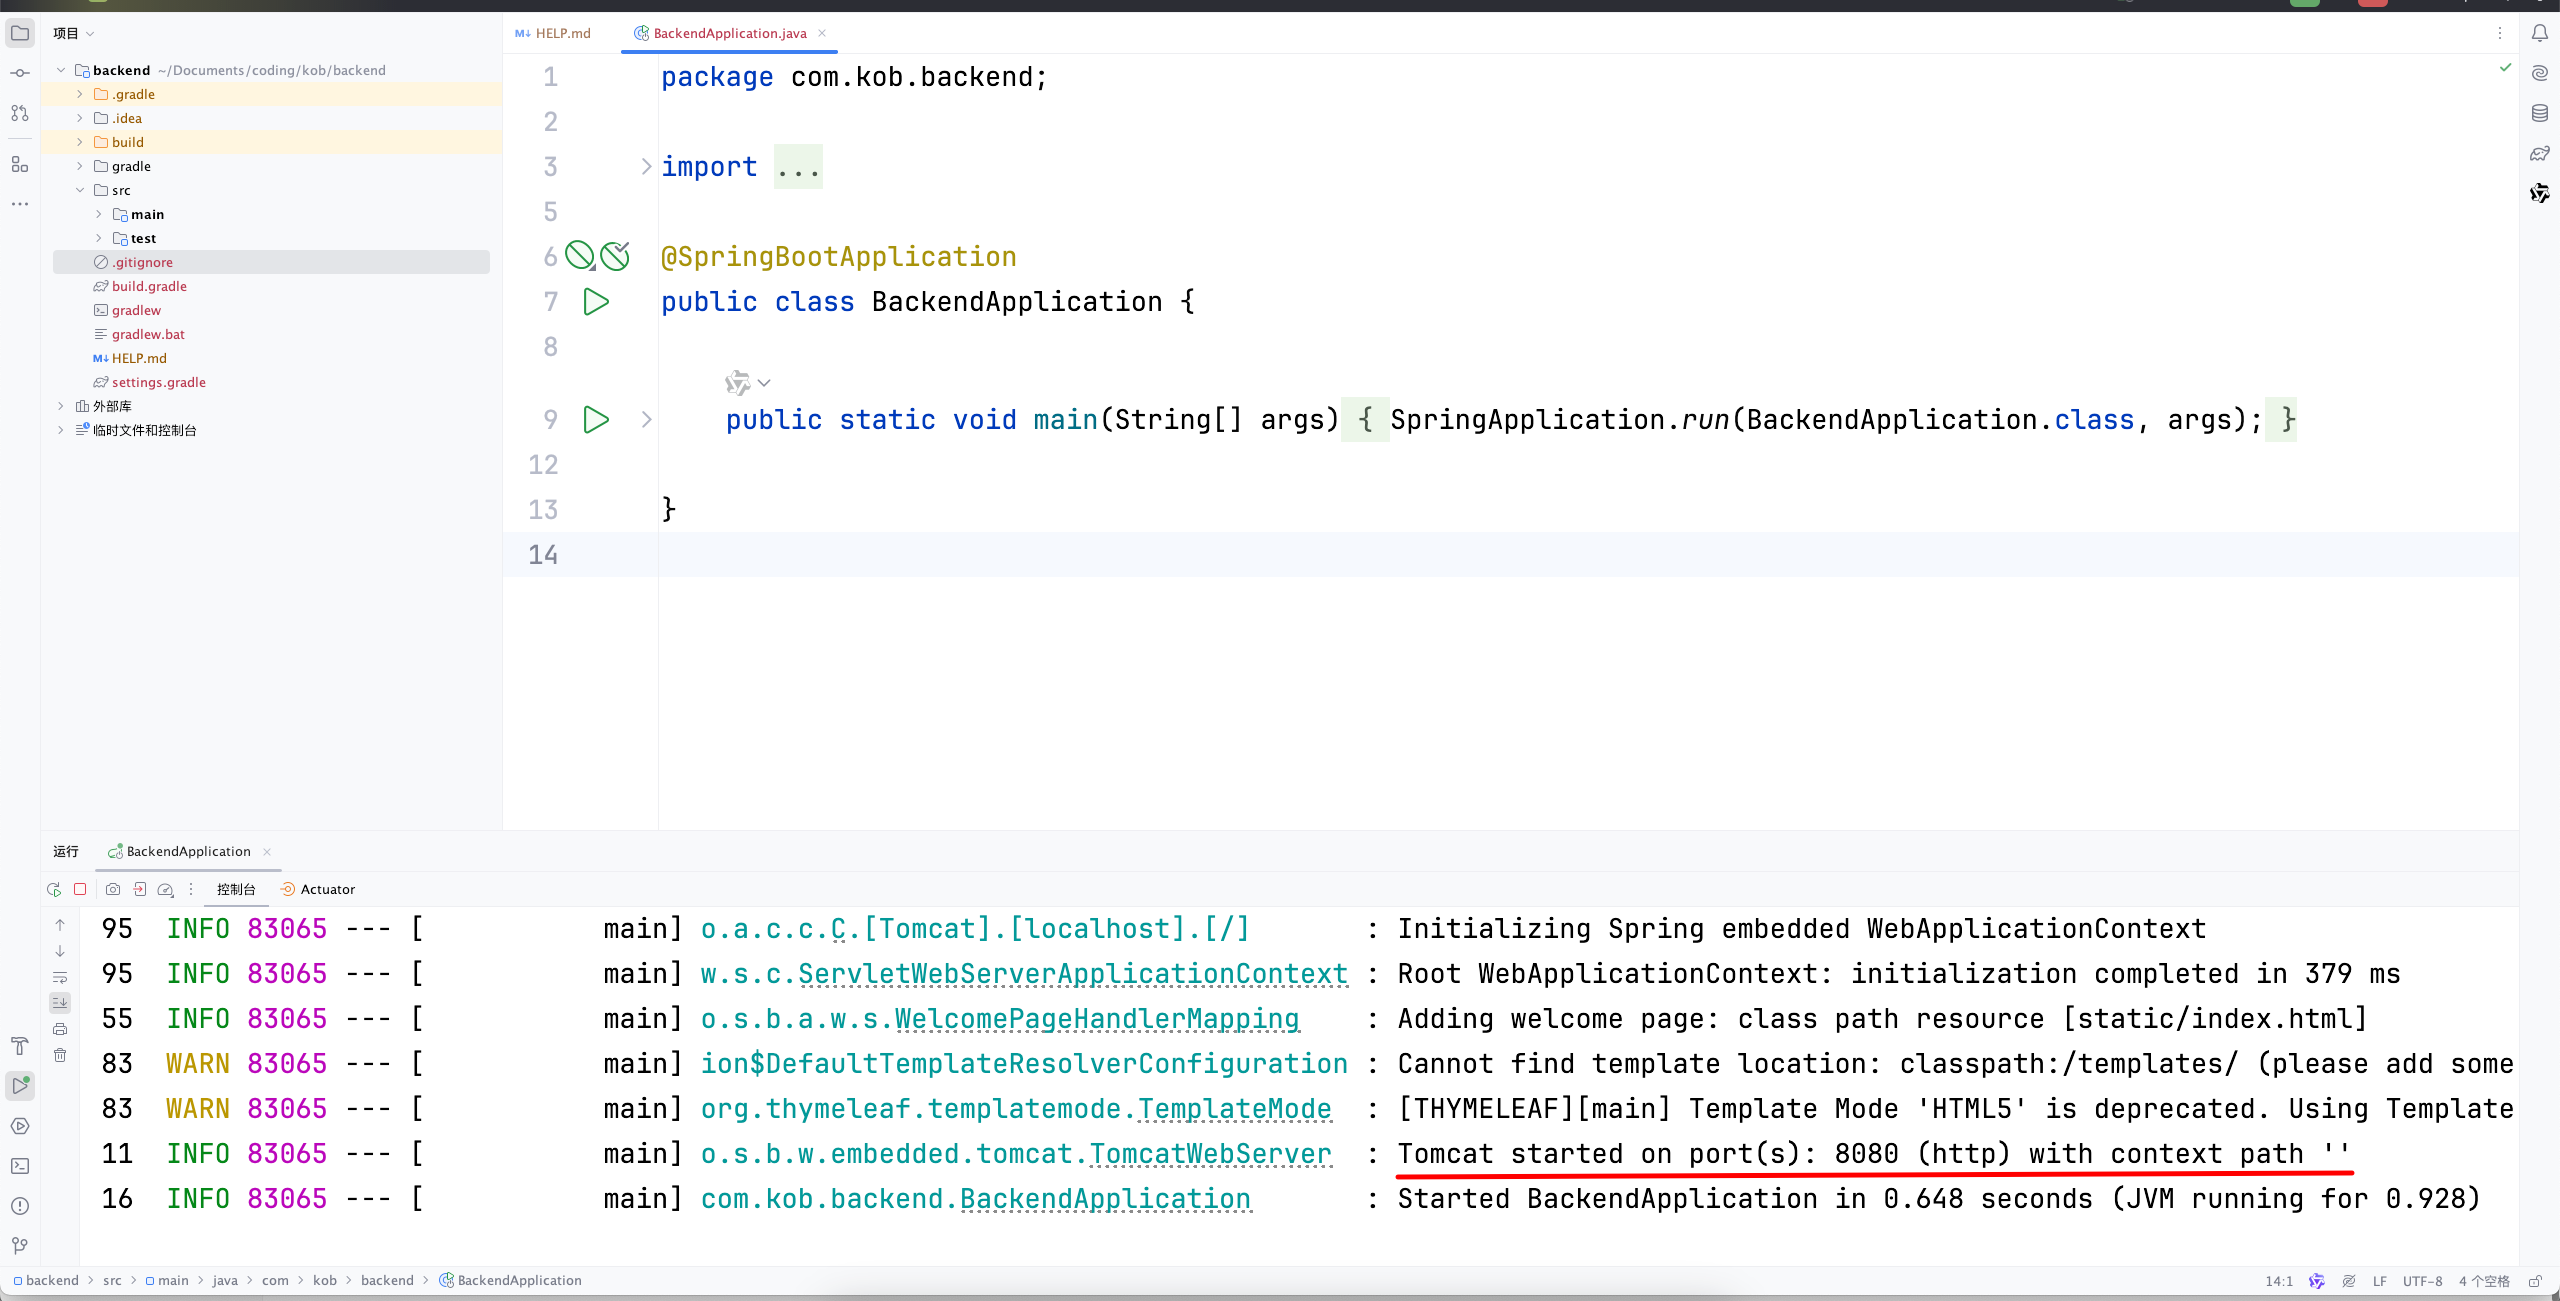 项目
backend ~/Documents/coding/kob/backend
.gradle
.idea
build
gradle
src
main
test
.gitignore
build.gradle
gradlew
gradlew.bat
M↓ HELP.md
settings.gradle
外部库
临时文件和控制台
M↓ HELP.md
BackendApplication.java
1 package com.kob.backend;
2
3 import ...
5
6 @SpringBootApplication
7 public class BackendApplication {
8
9 public static void main(String[] args) { SpringApplication.run(BackendApplication.class, args); }
12
13 }
14
运行 BackendApplication
控制台 Actuator
95 INFO 83065 --- [ main] o.a.c.c.C.[Tomcat].[localhost].[/] : Initializing Spring embedded WebApplicationContext
95 INFO 83065 --- [ main] w.s.c.ServletWebServerApplicationContext : Root WebApplicationContext: initialization completed in 379 ms
55 INFO 83065 --- [ main] o.s.b.a.w.s.WelcomePageHandlerMapping : Adding welcome page: class path resource [static/index.html]
83 WARN 83065 --- [ main] ion$DefaultTemplateResolverConfiguration : Cannot find template location: classpath:/templates/ (please add some
83 WARN 83065 --- [ main] org.thymeleaf.templatemode.TemplateMode : [THYMELEAF][main] Template Mode 'HTML5' is deprecated. Using Template
11 INFO 83065 --- [ main] o.s.b.w.embedded.tomcat.TomcatWebServer : Tomcat started on port(s): 8080 (http) with context path ''
16 INFO 83065 --- [ main] com.kob.backend.BackendApplication : Started BackendApplication in 0.648 seconds (JVM running for 0.928)
backend > src > main > java > com > kob > backend > BackendApplication
14:1 LF UTF-8 4 个空格